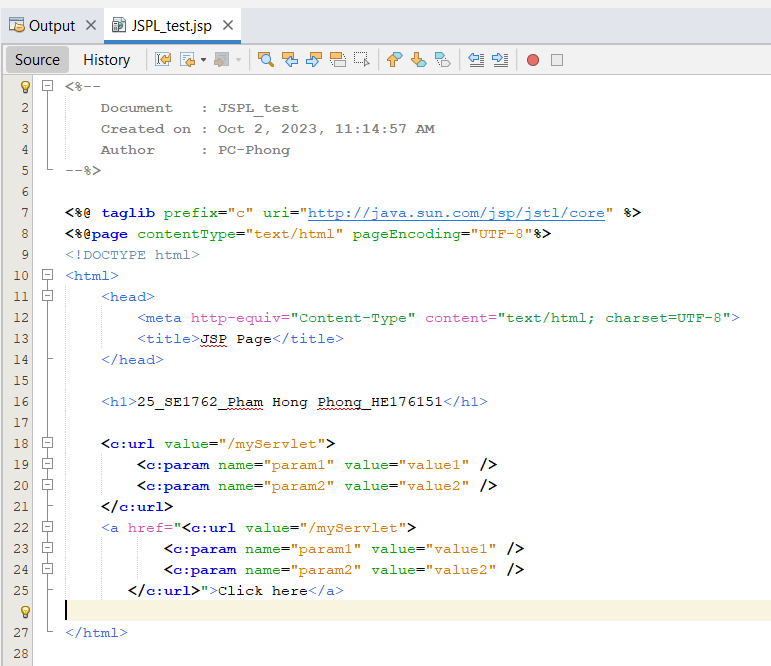 Output JSPL_test.jsp
Source History
<%--
2 Document : JSPL_test
3 Created on : Oct 2, 2023, 11:14:57 AM
4 Author : PC-Phong
5 --%>
6
7 <%@ taglib prefix="c" uri="http://java.sun.com/jsp/jstl/core" %>
8 <%@page contentType="text/html" pageEncoding="UTF-8"%>
9 <!DOCTYPE html>
10 <html>
11 <head>
12 <meta http-equiv="Content-Type" content="text/html; charset=UTF-8">
13 <title>JSP Page</title>
14 </head>
15
16 <h1>25_SE1762_Pham Hong Phong_HE176151</h1>
17
18 <c:url value="/myServlet">
19 <c:param name="param1" value="value1" />
20 <c:param name="param2" value="value2" />
21 </c:url>
22 <a href="<c:url value="/myServlet">
23 <c:param name="param1" value="value1" />
24 <c:param name="param2" value="value2" />
25 </c:url>">Click here</a>
27 </html>
28